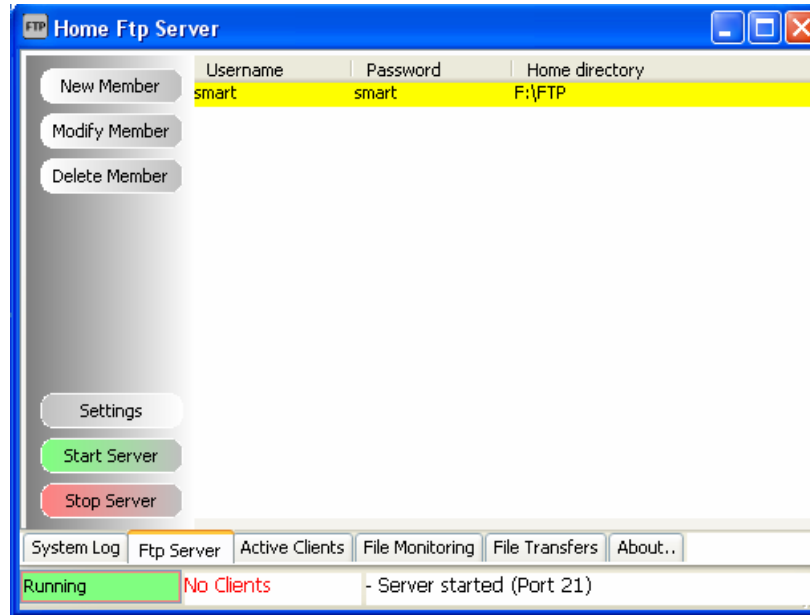 FTP Home Ftp Server
New Member
Modify Member
Delete Member
Username Password Home directory
smart smart F:\FTP
Settings
Start Server
Stop Server
System Log Ftp Server Active Clients File Monitoring File Transfers About..
Running No Clients - Server started (Port 21)